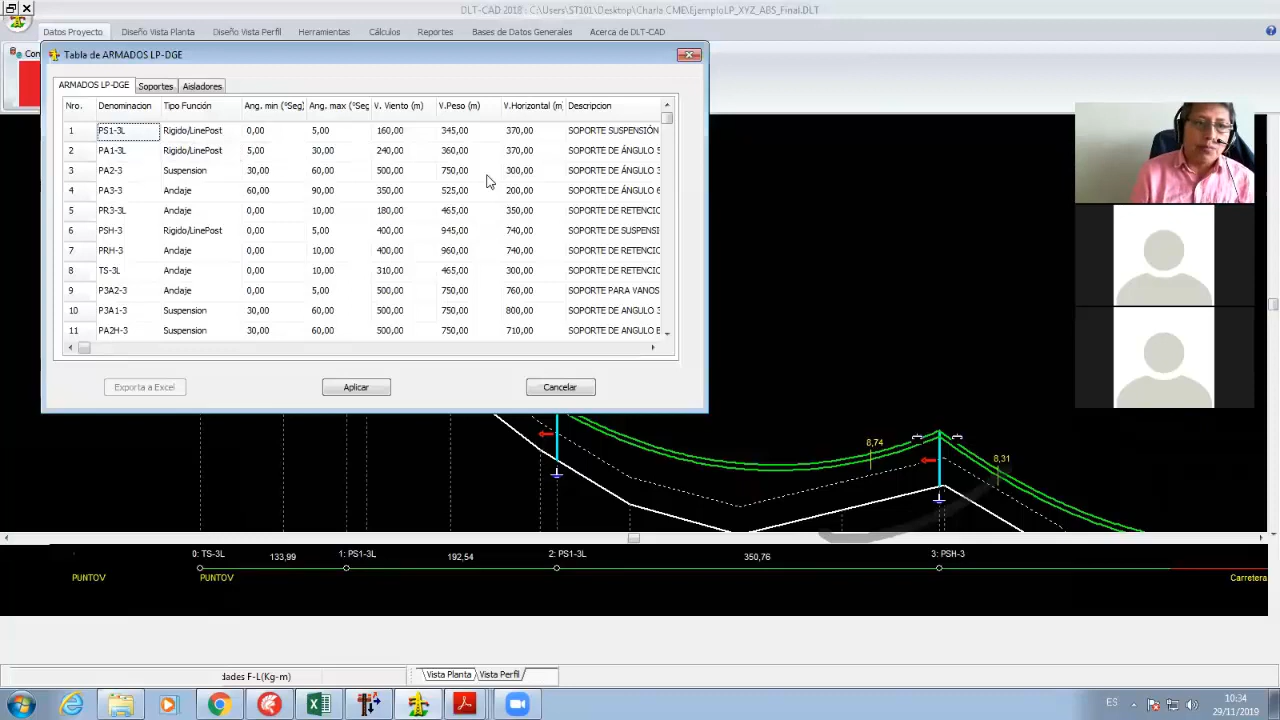 DLT-CAD 2018 : C:\Users\ST101\Desktop\Charla CME\EjemploLP_XYZ_ABS_Final.DLT
Datos Proyecto Diseño Vista Planta Diseño Vista Perfil Herramientas Cálculos Reportes Bases de Datos Generales Acerca de DLT-CAD
Con
Tabla de ARMADOS LP-DGE
ARMADOS LP-DGE Soportes Aisladores
Nro. Denominacion Tipo Función Ang. min (°Seg) Ang. max (°Seg V. Viento (m) V.Peso (m) V.Horizontal (m) Descripcion
1 PS1-3L Rigido/LinePost 0,00 5,00 160,00 345,00 370,00 SOPORTE SUSPENSIÓN
2 PA1-3L Rigido/LinePost 5,00 30,00 240,00 360,00 370,00 SOPORTE DE ÁNGULO 5
3 PA2-3 Suspension 30,00 60,00 500,00 750,00 300,00 SOPORTE DE ÁNGULO 3
4 PA3-3 Anclaje 60,00 90,00 350,00 525,00 200,00 SOPORTE DE ÁNGULO 6
5 PR3-3L Anclaje 0,00 10,00 180,00 465,00 350,00 SOPORTE DE RETENCIO
6 PSH-3 Rigido/LinePost 0,00 5,00 400,00 945,00 740,00 SOPORTE DE SUSPENSI
7 PRH-3 Anclaje 0,00 10,00 400,00 960,00 740,00 SOPORTE DE RETENCIO
8 TS-3L Anclaje 0,00 10,00 310,00 465,00 300,00 SOPORTE DE RETENCIO
9 P3A2-3 Anclaje 0,00 5,00 500,00 750,00 760,00 SOPORTE PARA VANOS
10 P3A1-3 Suspension 30,00 60,00 500,00 750,00 800,00 SOPORTE DE ANGULO 3
11 PA2H-3 Suspension 30,00 60,00 500,00 750,00 710,00 SOPORTE DE ANGULO E
Exporta a Excel Aplicar Cancelar
8,74
8,31
0: TS-3L 133,99 1: PS1-3L 192,54 2: PS1-3L 350,76 3: PSH-3
PUNTOV PUNTOV Carretera
dades F-L(Kg-m) Vista Planta Vista Perfil
ES 10:34
29/11/2019